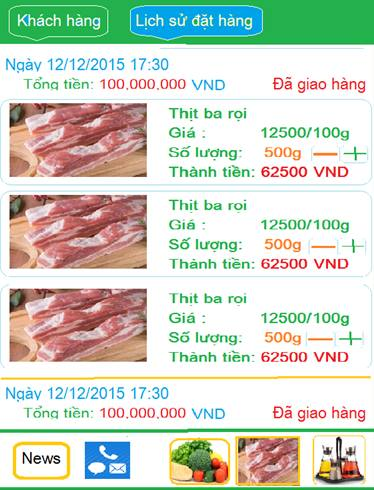 Khách hàng Lịch sử đặt hàng
Ngày 12/12/2015 17:30
Tổng tiền: 100,000,000 VND Đã giao hàng
Thịt ba rọi
Giá : 12500/100g
Số lượng: 500g
Thành tiền: 62500 VND
Thịt ba rọi
Giá : 12500/100g
Số lượng: 500g
Thành tiền: 62500 VND
Thịt ba rọi
Giá : 12500/100g
Số lượng: 500g
Thành tiền: 62500 VND
Ngày 12/12/2015 17:30
Tổng tiền: 100,000,000 VND Đã giao hàng
News